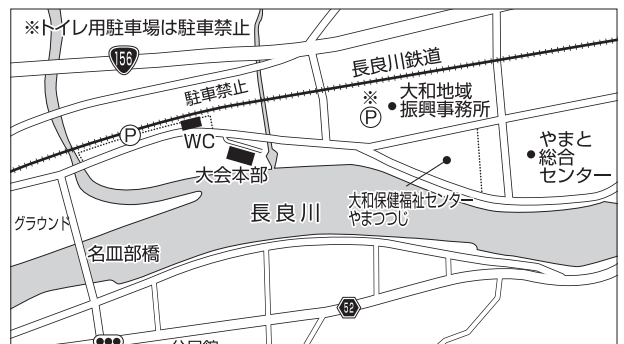 ※トイレ用駐車場は駐車禁止
156
長良川鉄道
駐車禁止
※
P
大和地域
振興事務所
P
WC
大会本部
やまと
総合
センター
大和保健福祉センター
やまつつじ
長良川
グラウンド
名皿部橋
52